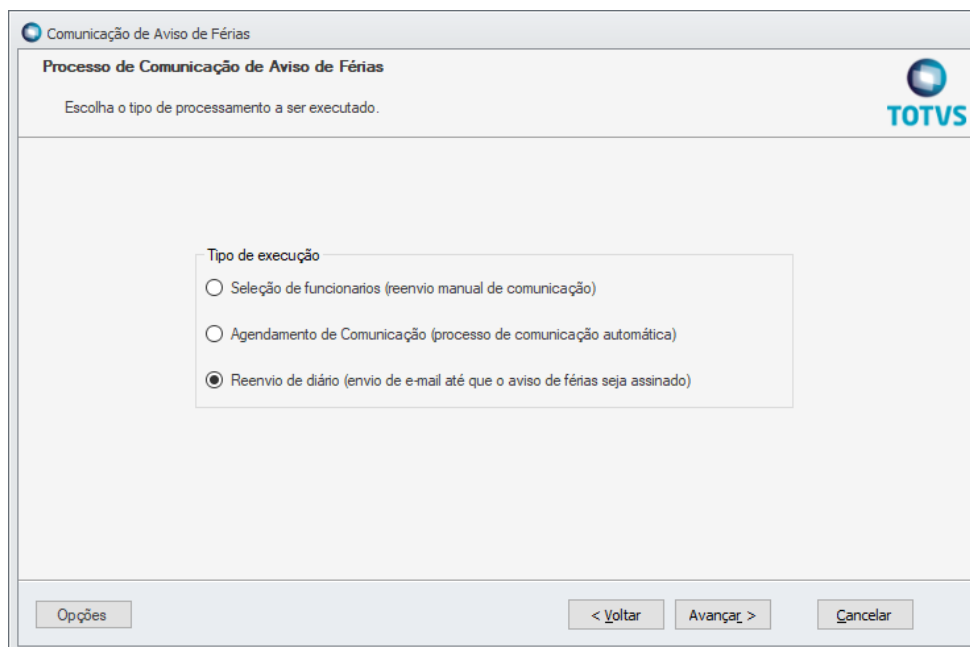 Comunicação de Aviso de Férias
Processo de Comunicação de Aviso de Férias
Escolha o tipo de processamento a ser executado.
TOTVS
Tipo de execução
Seleção de funcionarios (reenvio manual de comunicação)
Agendamento de Comunicação (processo de comunicação automática)
Reenvio de diário (envio de e-mail até que o aviso de férias seja assinado)
Opções
< Voltar
Avançar >
Cancelar